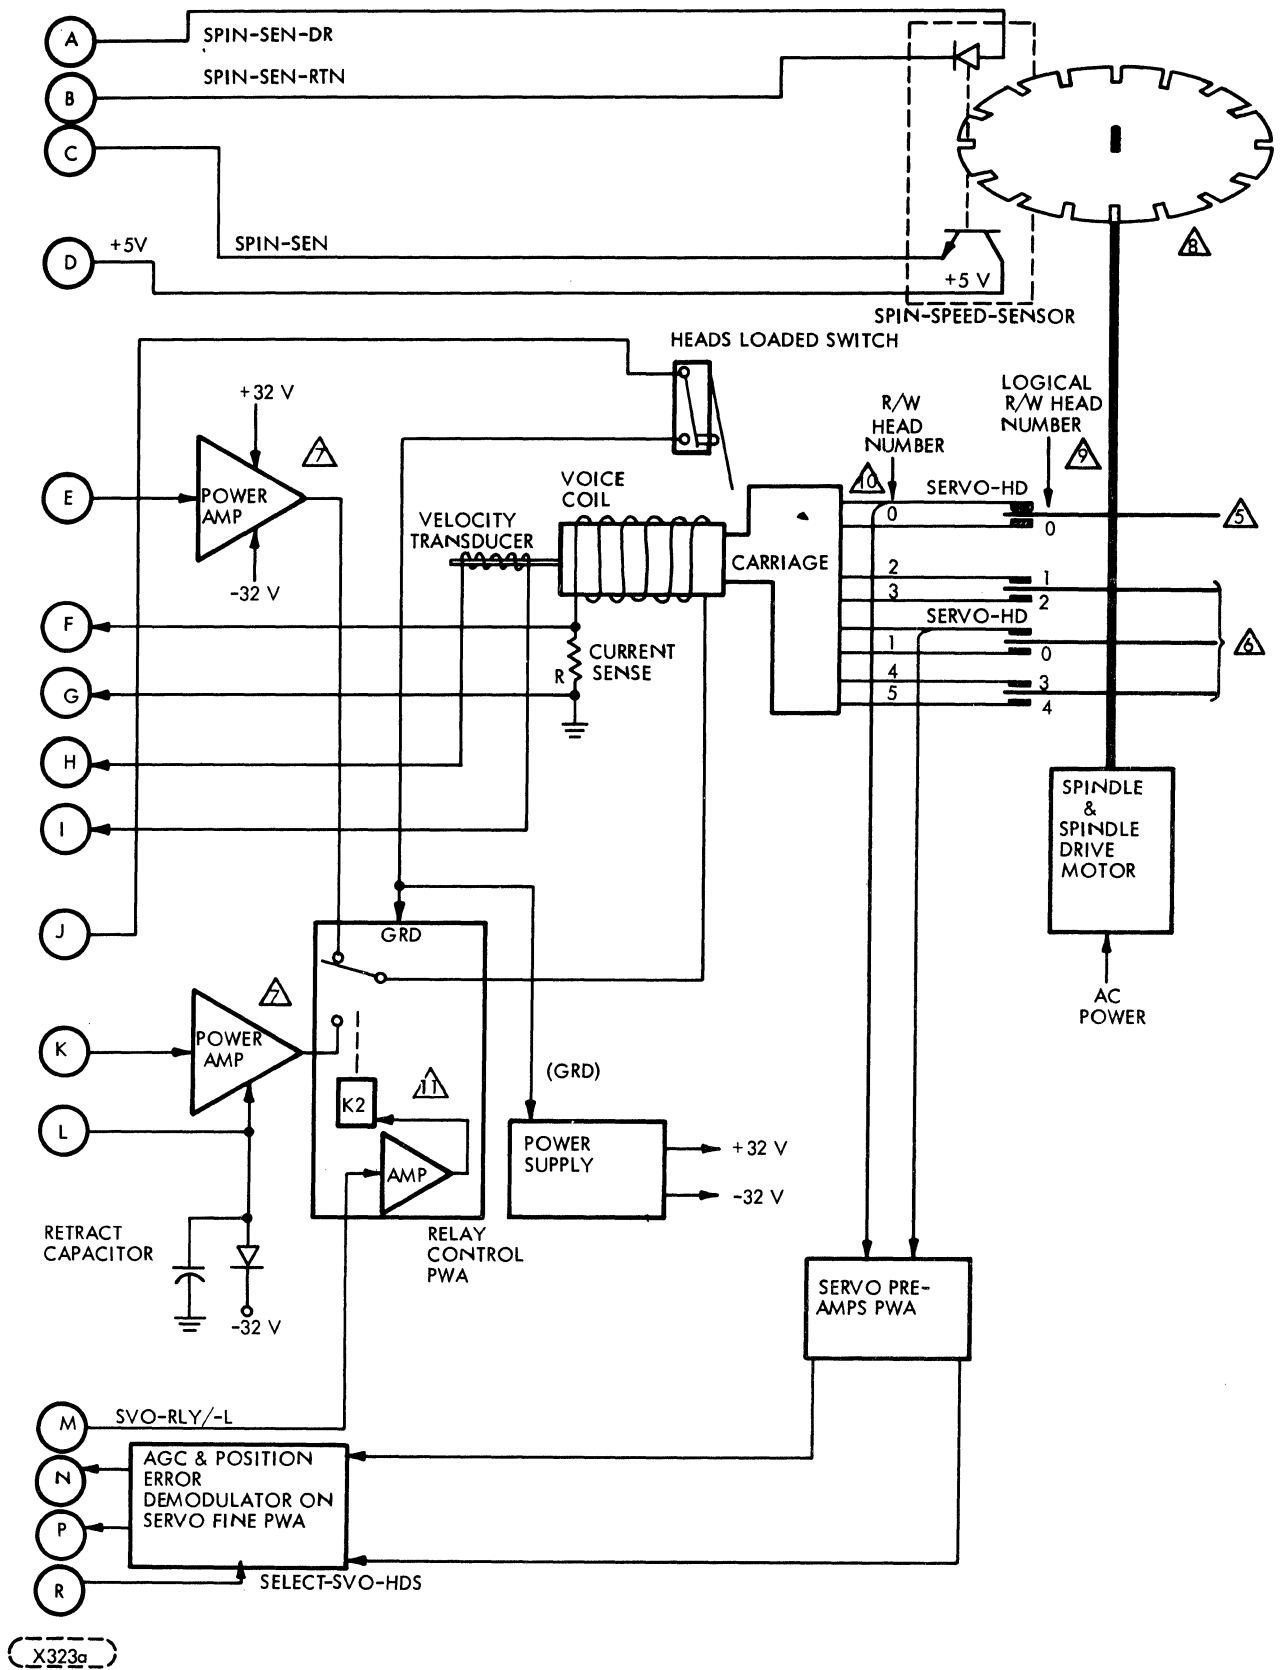 A
SPIN-SEN-DR
B
SPIN-SEN-RTN
C
SPIN-SEN
D
+5V
+5 V
8
SPIN-SPEED-SENSOR
HEADS LOADED SWITCH
+32 V
7
E
POWER
AMP
-32 V
VOICE
COIL
VELOCITY
TRANSDUCER
CARRIAGE
R/W
HEAD
NUMBER
LOGICAL
R/W HEAD
NUMBER
9
10
SERVO-HD
0
0
5
2
1
3
2
SERVO-HD
1
0
6
4
3
5
4
F
CURRENT
SENSE
R
G
H
I
J
SPINDLE
&
SPINDLE
DRIVE
MOTOR
AC
POWER
GRD
7
K
POWER
AMP
K2
11
(GRD)
L
AMP
POWER
SUPPLY
+32 V
-32 V
RETRACT
CAPACITOR
-32 V
RELAY
CONTROL
PWA
SERVO PRE-
AMPS PWA
M
SVO-RLY/-L
N
AGC & POSITION
ERROR
DEMODULATOR ON
SERVO FINE PWA
P
R
SELECT-SVO-HDS
X323a